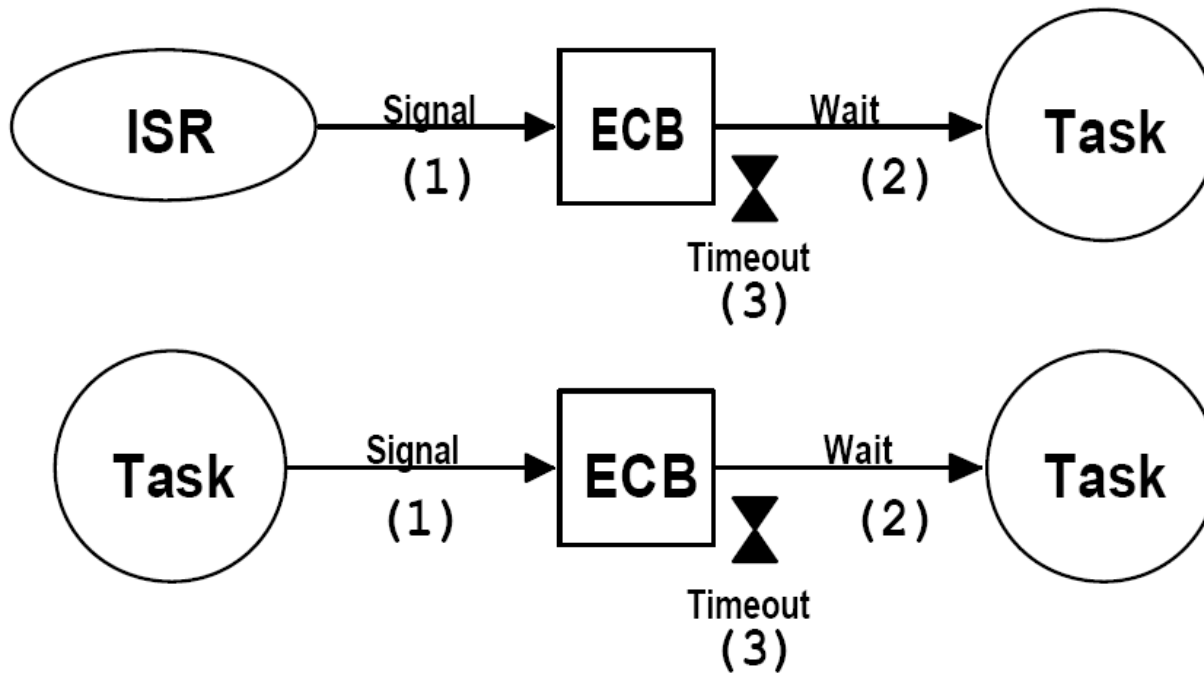 ISR
Signal
(1)
ECB
Wait
(2)
Task
Timeout
(3)
Task
Signal
(1)
ECB
Wait
(2)
Task
Timeout
(3)